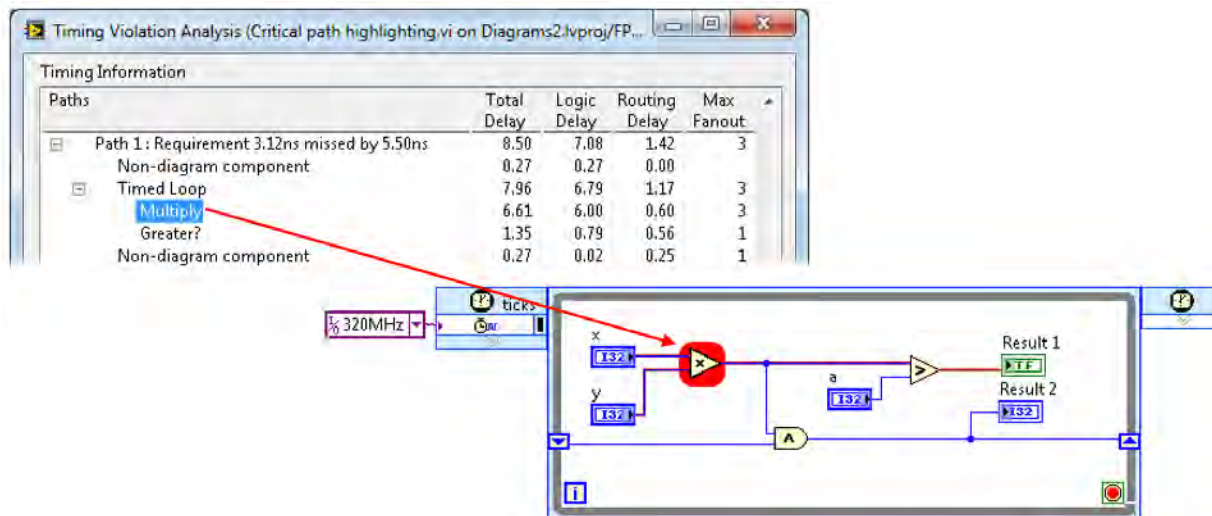 Timing Violation Analysis (Critical path highlighting.vi on Diagrams2.lvproj/FP...
Timing Information
Paths Total Delay Logic Delay Routing Delay Max Fanout
Path 1 : Requirement 3.12ns missed by 5.50ns 8.50 7.08 1.42 3
Non-diagram component 0.27 0.27 0.00
Timed Loop 7.96 6.79 1.17 3
Multiply 6.61 6.00 0.60 3
Greater? 1.35 0.79 0.56 1
Non-diagram component 0.27 0.02 0.25 1
ticks
320MHz
x
I32
y
I32
a
I32
Result 1
TF
Result 2
I32
A
i